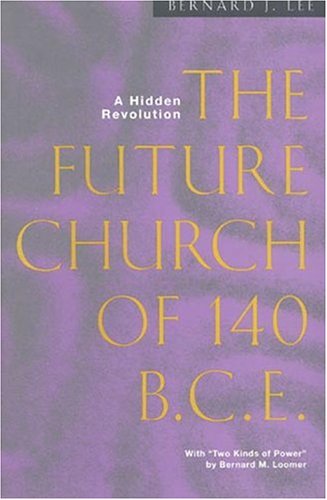 BERNARD J. LEE
A Hidden
Revolution
THE
FUTURE
CHURCH
OF 140
B.C.E.
With "Two Kinds of Power"
by Bernard M. Loomer